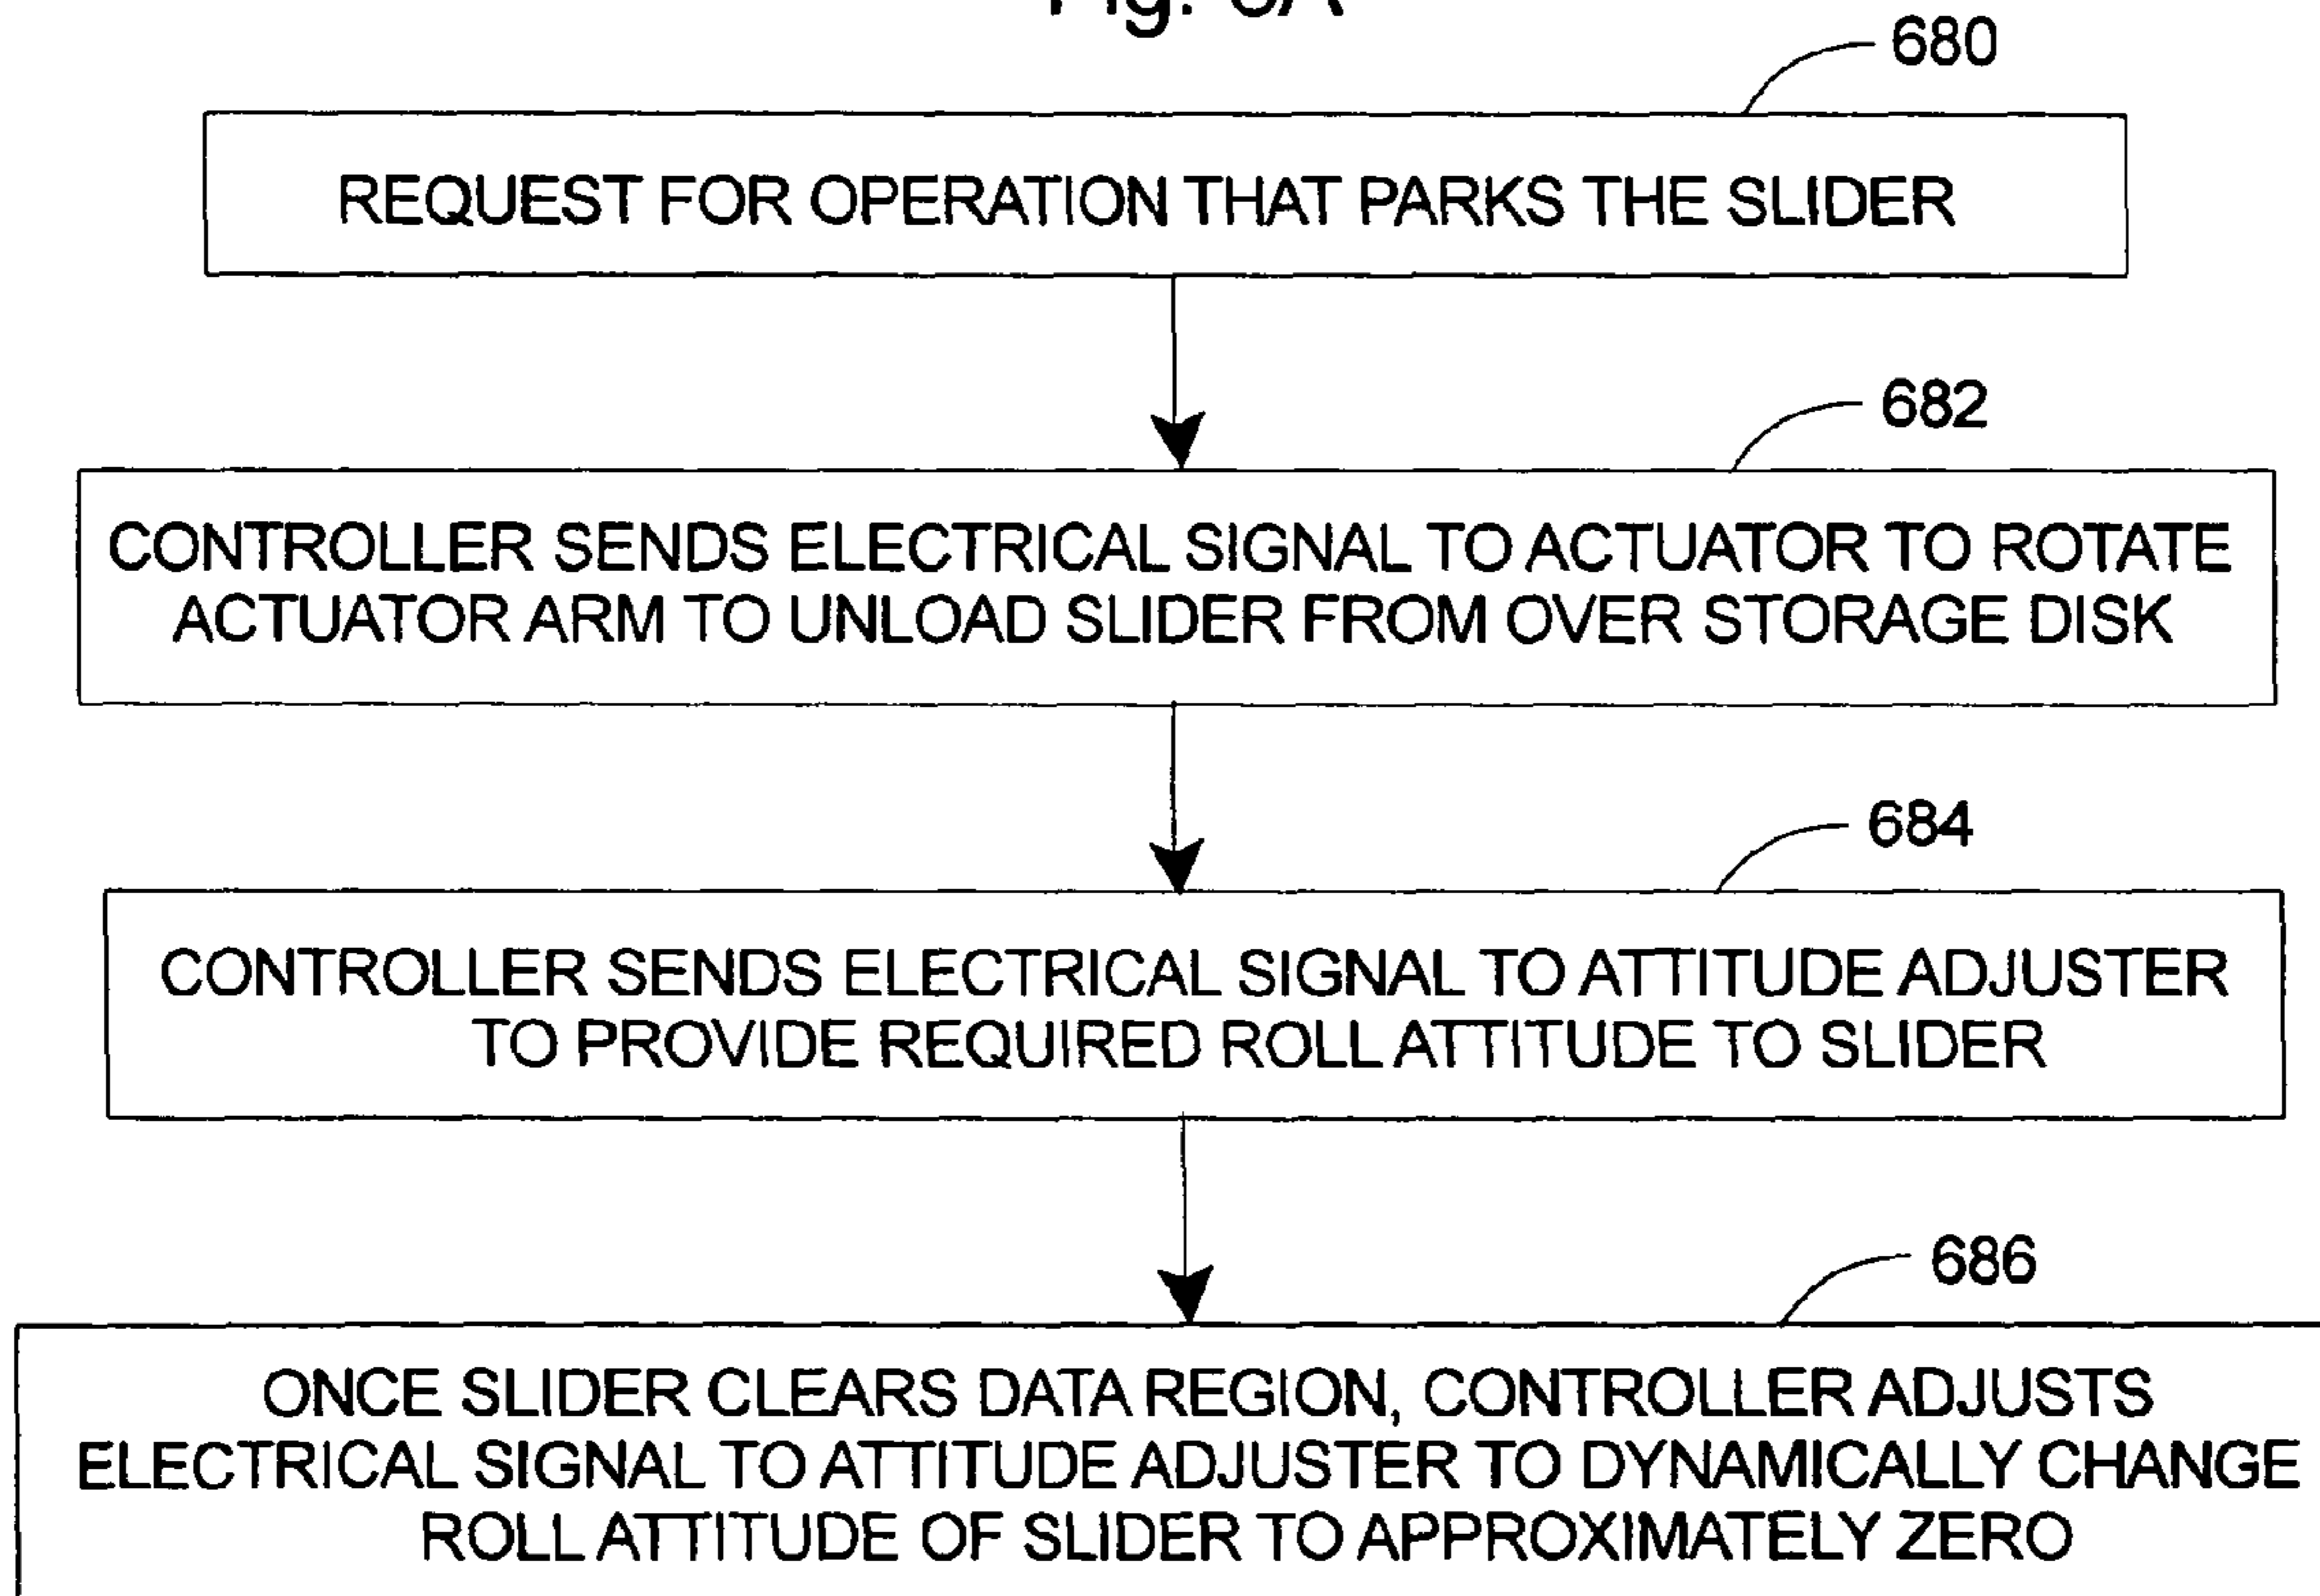 680
REQUEST FOR OPERATION THAT PARKS THE SLIDER
682
CONTROLLER SENDS ELECTRICAL SIGNAL TO ACTUATOR TO ROTATE
ACTUATOR ARM TO UNLOAD SLIDER FROM OVER STORAGE DISK
684
CONTROLLER SENDS ELECTRICAL SIGNAL TO ATTITUDE ADJUSTER
TO PROVIDE REQUIRED ROLL ATTITUDE TO SLIDER
686
ONCE SLIDER CLEARS DATA REGION, CONTROLLER ADJUSTS
ELECTRICAL SIGNAL TO ATTITUDE ADJUSTER TO DYNAMICALLY CHANGE
ROLL ATTITUDE OF SLIDER TO APPROXIMATELY ZERO